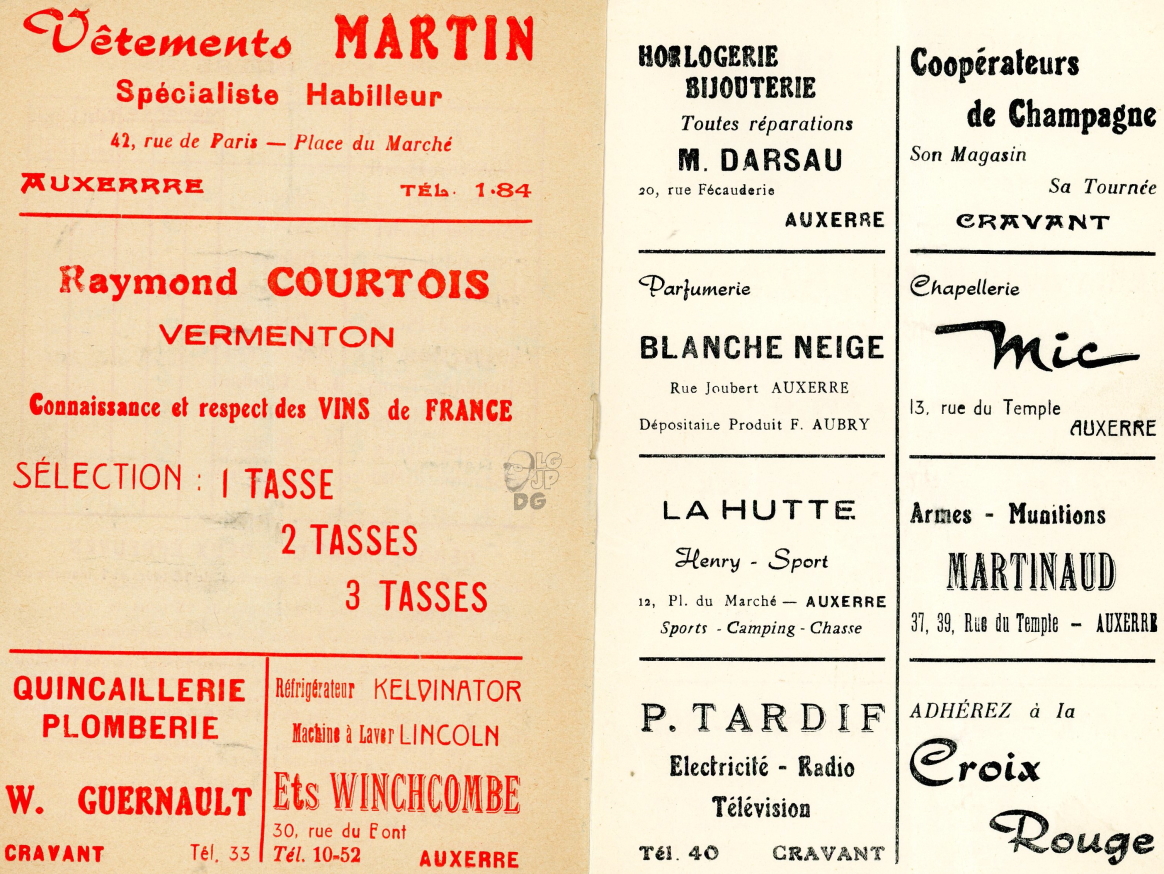 Vêtements MARTIN
Spécialiste Habilleur
42, rue de Paris — Place du Marché
AUXERRRE TÉL. 1-84
Raymond COURTOIS
VERMENTON
Connaissance et respect des VINS de FRANCE
SÉLECTION : 1 TASSE
2 TASSES
3 TASSES
QUINCAILLERIE
PLOMBERIE
W. GUERNAULT
CRAVANT Tél. 33
Réfrigérateur KELVINATOR
Machine à Laver LINCOLN
Ets WINCHCOMBE
30, rue du Pont
Tél. 10-52 AUXERRE
LG
JP
DG
HORLOGERIE
BIJOUTERIE
Toutes réparations
M. DARSAU
20, rue Fécauderie
AUXERRE
Parfumerie
BLANCHE NEIGE
Rue Joubert AUXERRE
Dépositaire Produit F. AUBRY
LA HUTTE
Henry - Sport
12, Pl. du Marché — AUXERRE
Sports - Camping - Chasse
P. TARDIF
Electricité - Radio
Télévision
Tél. 40 CRAVANT
Coopérateurs
de Champagne
Son Magasin
Sa Tournée
CRAVANT
Chapellerie
Mic
13, rue du Temple
AUXERRE
Armes - Munitions
MARTINAUD
37, 39, Rue du Temple - AUXERRE
ADHÉREZ à la
Croix
Rouge